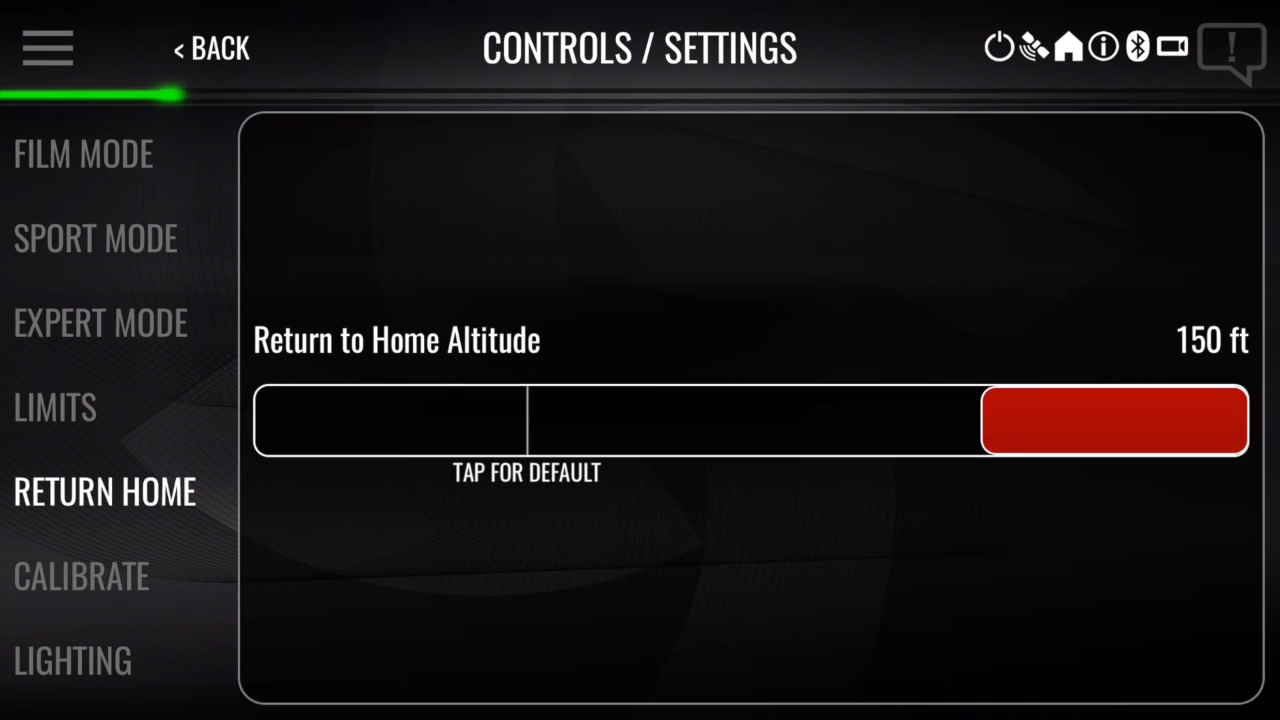 < BACK
CONTROLS / SETTINGS
FILM MODE
SPORT MODE
EXPERT MODE
LIMITS
RETURN HOME
CALIBRATE
LIGHTING
Return to Home Altitude
150 ft
TAP FOR DEFAULT